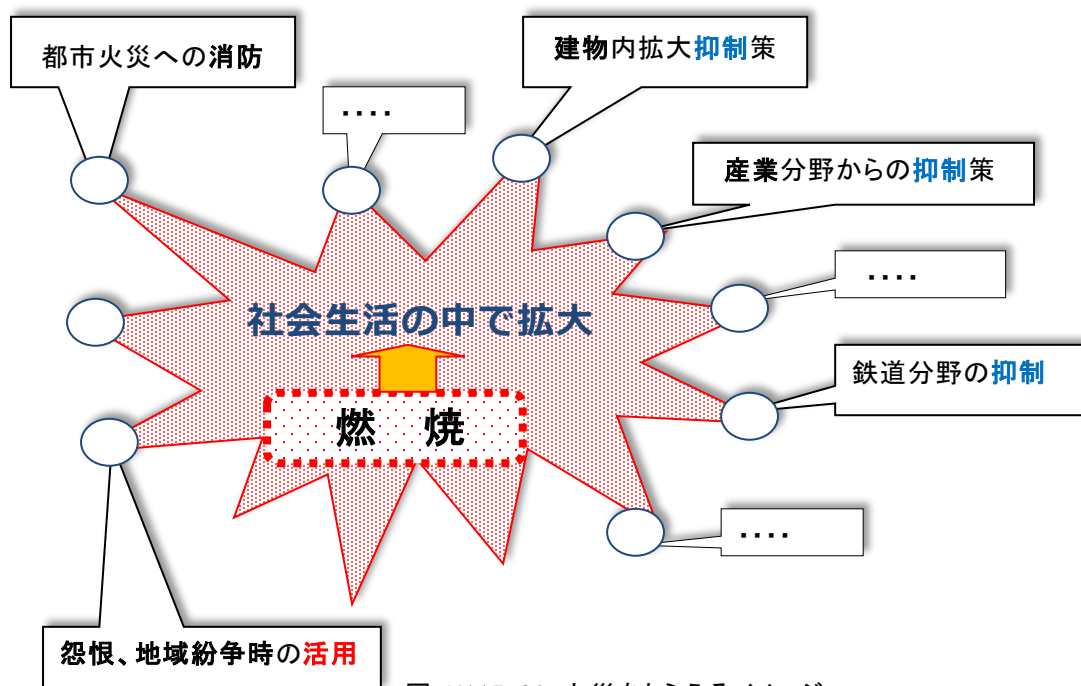 都市火災への消防
建物内拡大抑制策
‥‥
産業分野からの抑制策
‥‥
社会生活の中で拡大
鉄道分野の抑制
燃 焼
‥‥
怨恨、地域紛争時の活用